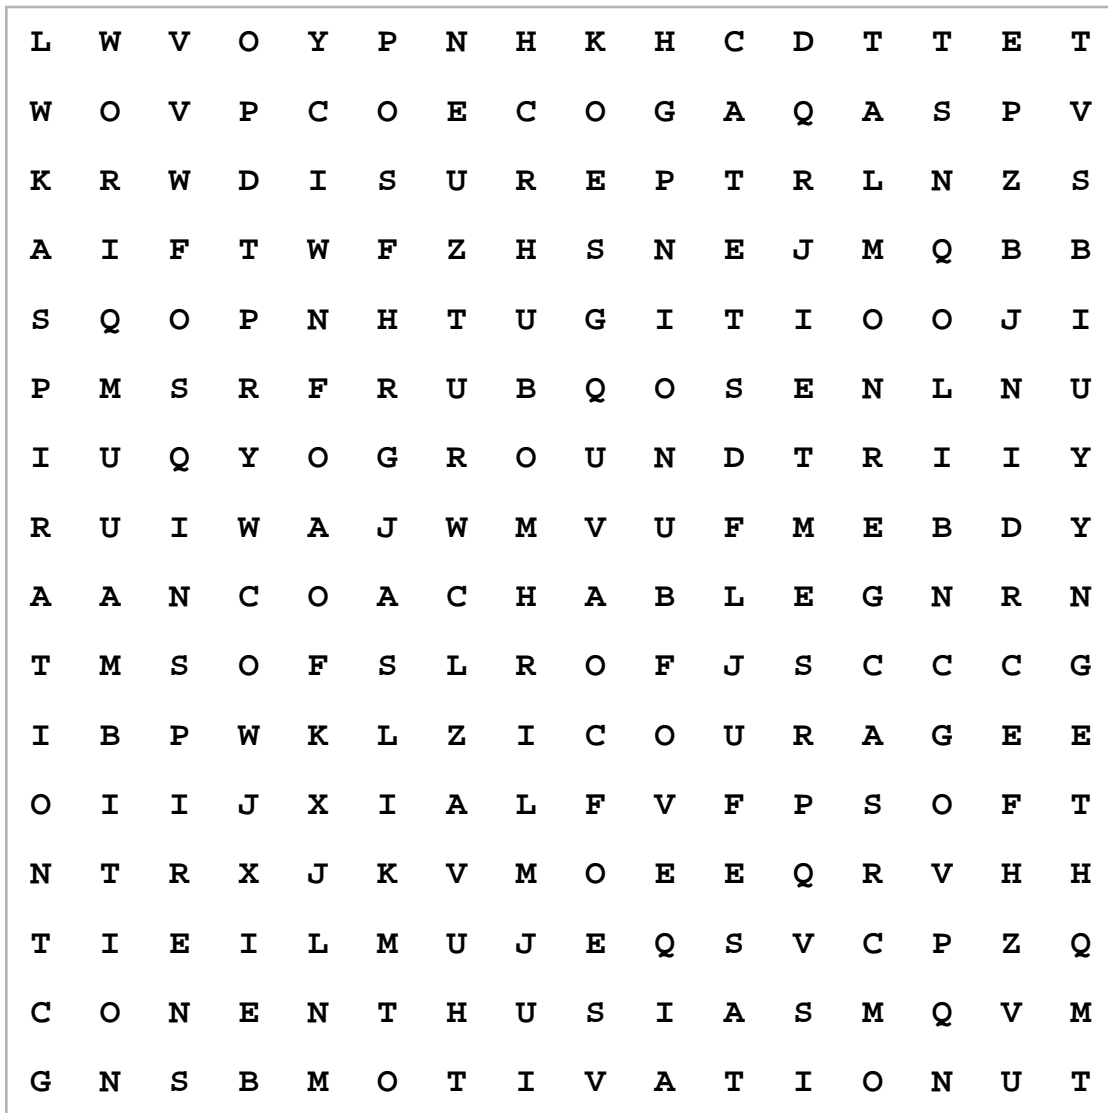 L W V O Y P N H K H C D T T E T
W O V P C O E C O G A Q A S P V
K R W D I S U R E P T R L N Z S
A I F T W F Z H S N E J M Q B B
S Q O P N H T U G I T I O O J I
P M S R F R U B Q O S E N L N U
I U Q Y O G R O U N D T R I I Y
R U I W A J W M V U F M E B D Y
A A N C O A C H A B L E G N R N
T M S O F S L R O F J S C C C G
I B P W K L Z I C O U R A G E E
O I I J X I A L F V F P S O F T
N T R X J K V M O E E Q R V H H
T I E I L M U J E Q S V C P Z Q
C O N E N T H U S I A S M Q V M
G N S B M O T I V A T I O N U T